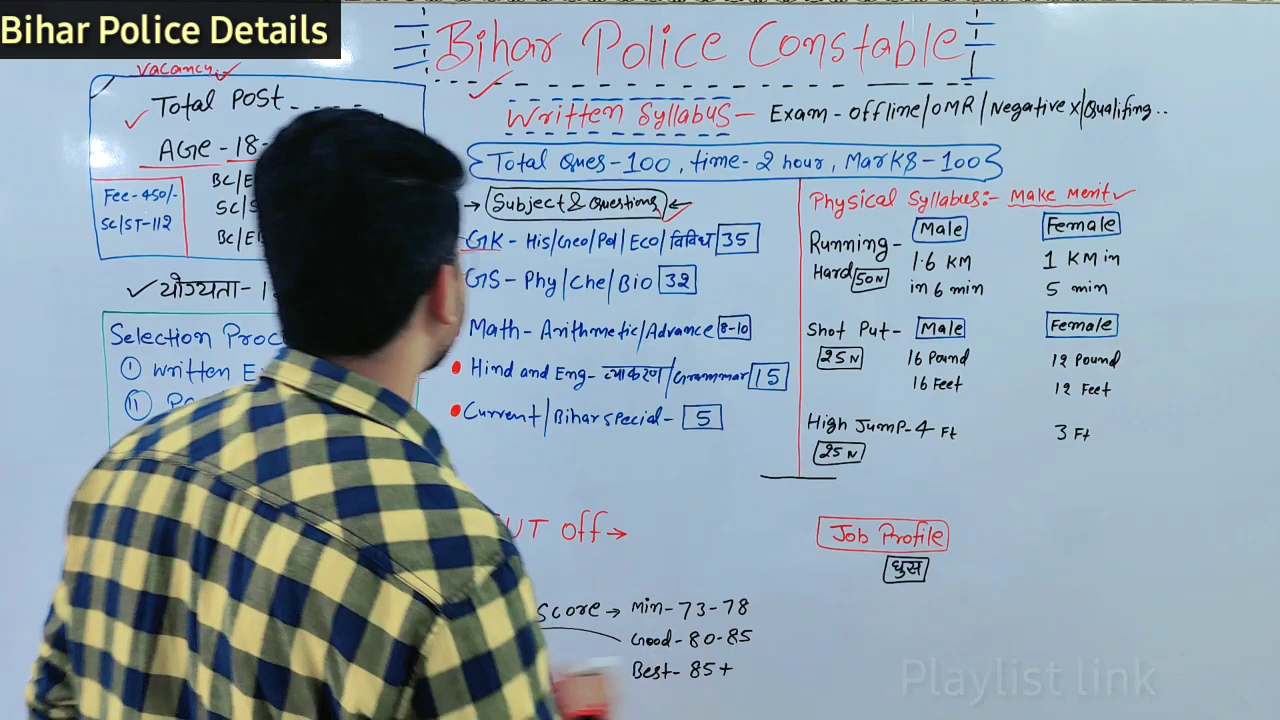 Bihar Police Details
Bihar Police Constable
Vacancy
Total Post
AGe - 18-
Fee-450/-
SC/ST-112
BC/E
SC/S
BC/EB
योग्यता - 1
Selection Proc
① written E
⑪ P
Written Syllabus - Exam - offline/OMR/Negative x/Qualifing..
Total Ques-100, time-2 hour, Marks-100
→ Subject & Questions ←
GK - His/Geo/Pol/Eco/विविध 35
GS - Phy/Che/Bio 32
Math - Arithmetic/Advance 8-10
Hind and Eng - व्याकरण/Grammar 15
Current/Bihar special - 5
Physical Syllabus:- Make Merit
Male Female
Running - 1.6 KM 1 KM in
Hard 50 N in 6 min 5 min
Shot Put - Male Female
25 N 16 Pound 12 Pound
16 Feet 12 Feet
High Jump - 4 Ft 3 Ft
25 N
CUT off →
Score → Min - 73-78
Good - 80-85
Best - 85+
Job Profile
घुस
Playlist link